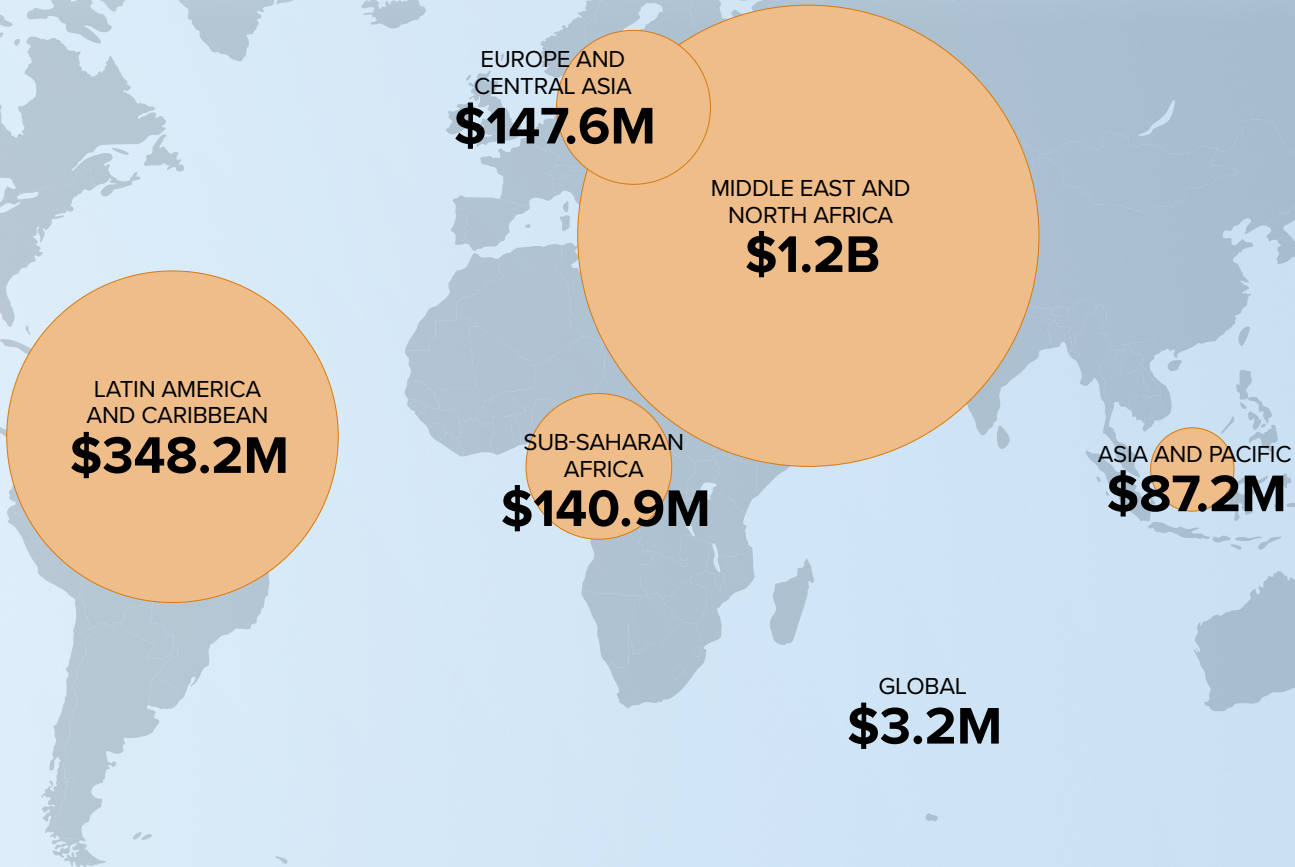 EUROPE AND
CENTRAL ASIA
$147.6M
MIDDLE EAST AND
NORTH AFRICA
$1.2B
LATIN AMERICA
AND CARIBBEAN
$348.2M
SUB-SAHARAN
AFRICA
$140.9M
ASIA AND PACIFIC
$87.2M
GLOBAL
$3.2M